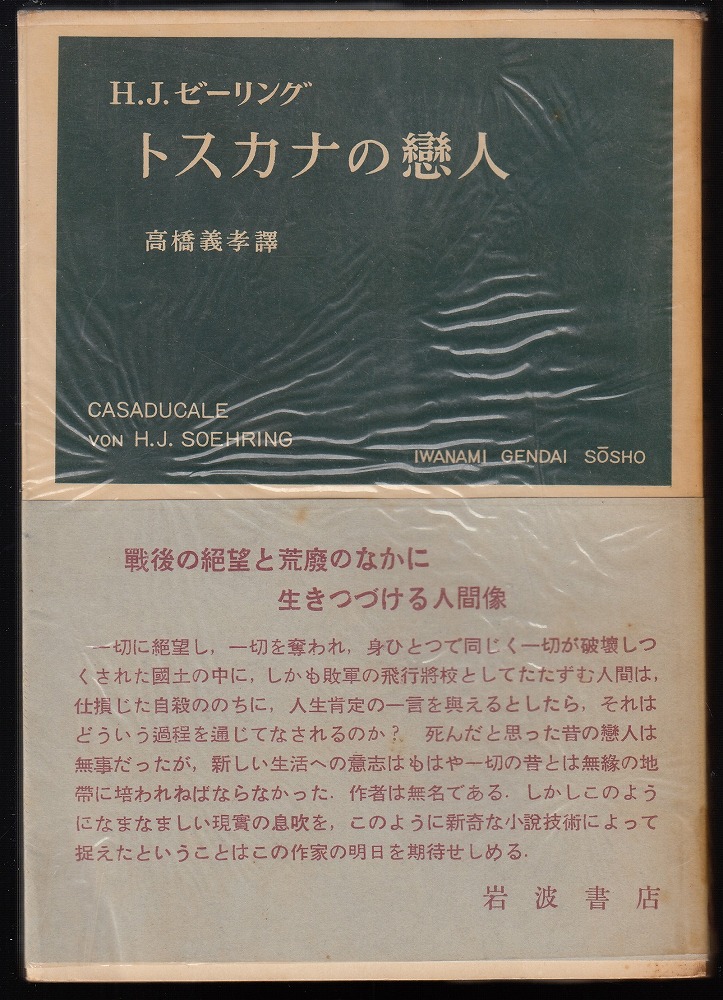 H.J.ゼーリング
トスカナの戀人
高橋義孝譯
CASADUCALE
VON H.J. SOEHRING
IWANAMI GENDAI SŌSHO
戰後の絕望と荒廢のなかに
生きつづける人間像
一切に絕望し，一切を奪われ，身ひとつで同じく一切が破壞しつ
くされた國土の中に，しかも敗軍の飛行將校としてたたずむ人間は，
仕損じた自殺ののちに，人生肯定の一言を與えるとしたら，それは
どういう過程を通じてなされるのか？　死んだと思った昔の戀人は
無事だったが，新しい生活への意志はもはや一切の昔とは無緣の地
帶に培われねばならなかった．作者は無名である．しかしこのよう
になまなましい現實の息吹を，このように新奇な小說技術によって
捉えたということはこの作家の明日を期待せしめる．
岩波書店